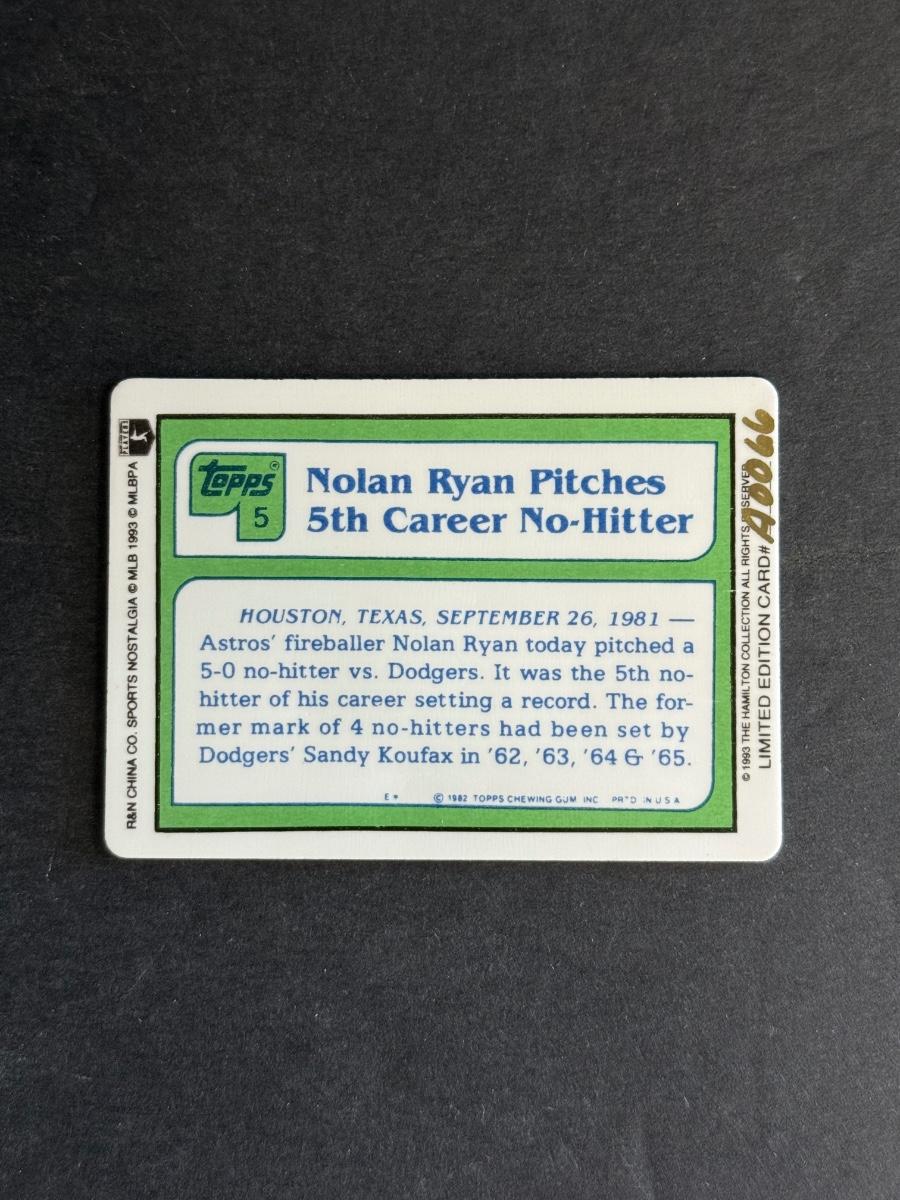 topps®
5
Nolan Ryan Pitches
5th Career No-Hitter
HOUSTON, TEXAS, SEPTEMBER 26, 1981 —
Astros' fireballer Nolan Ryan today pitched a
5-0 no-hitter vs. Dodgers. It was the 5th no-
hitter of his career setting a record. The for-
mer mark of 4 no-hitters had been set by
Dodgers' Sandy Koufax in '62, '63, '64 & '65.
E* © 1982 TOPPS CHEWING GUM INC PR'D IN U S A
R&N CHINA CO. SPORTS NOSTALGIA © MLB 1993 © MLBPA
PLAYERS
© 1993 THE HAMILTON COLLECTION ALL RIGHTS RESERVED
LIMITED EDITION CARD# A0066